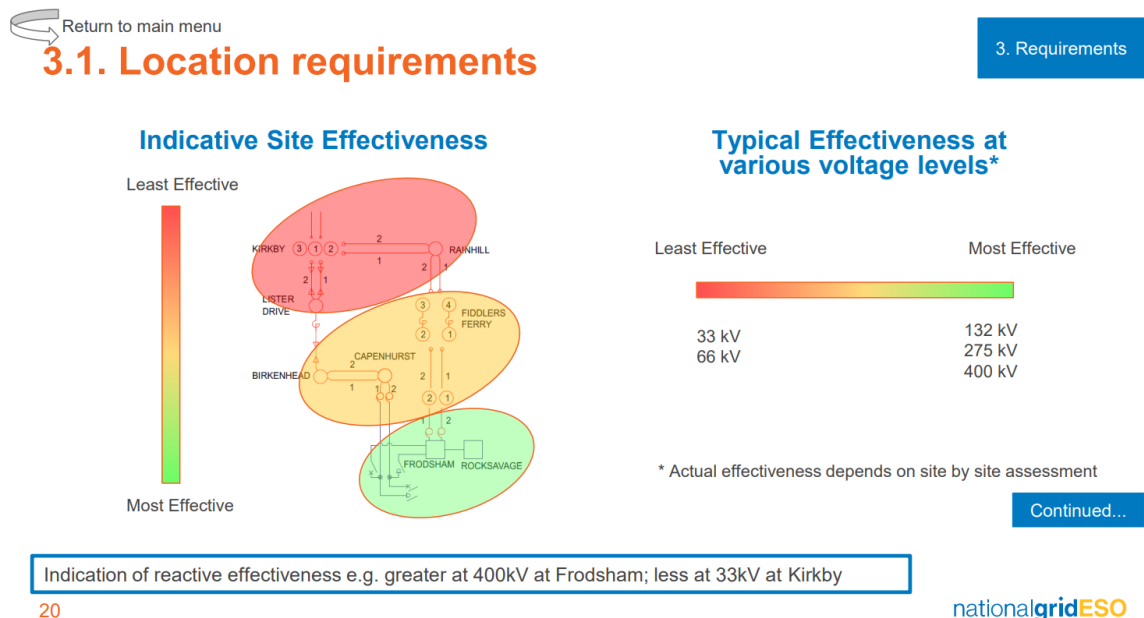 Return to main menu
3.1. Location requirements
3. Requirements
Indicative Site Effectiveness
Least Effective
KIRKBY 3 1 2
2
1
RAINHILL
2 1
2 1
LISTER
DRIVE
3 4
FIDDLERS
FERRY
2 1
CAPENHURST
2
BIRKENHEAD
1
1 2
2 1
2 1
1 2
FRODSHAM ROCKSAVAGE
Most Effective
Typical Effectiveness at
various voltage levels*
Least Effective Most Effective
33 kV
66 kV
132 kV
275 kV
400 kV
* Actual effectiveness depends on site by site assessment
Continued...
Indication of reactive effectiveness e.g. greater at 400kV at Frodsham; less at 33kV at Kirkby
20
nationalgridESO